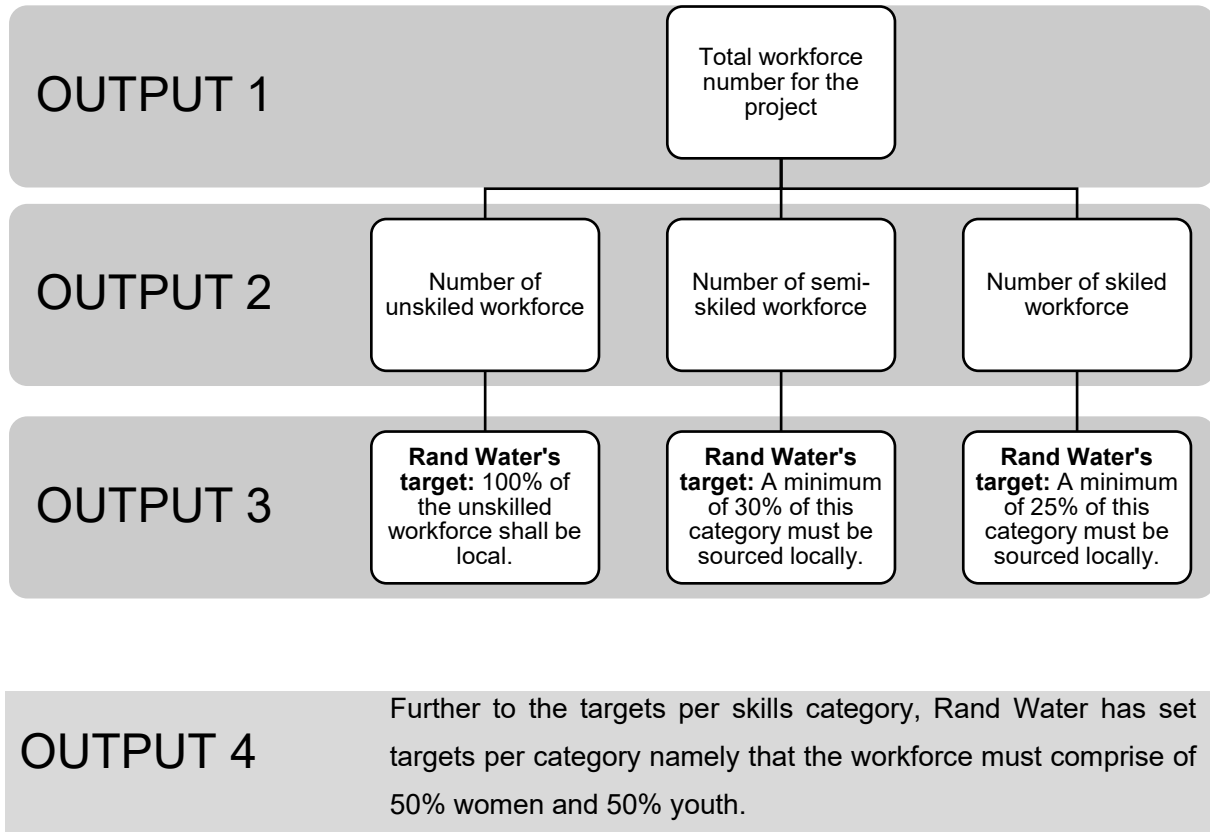 OUTPUT 1
Total workforce
number for the
project
OUTPUT 2
Number of
unskiled workforce
Number of semi-
skiled workforce
Number of skiled
workforce
OUTPUT 3
Rand Water's
target: 100% of
the unskilled
workforce shall be
local.
Rand Water's
target: A minimum
of 30% of this
category must be
sourced locally.
Rand Water's
target: A minimum
of 25% of this
category must be
sourced locally.
OUTPUT 4
Further to the targets per skills category, Rand Water has set
targets per category namely that the workforce must comprise of
50% women and 50% youth.